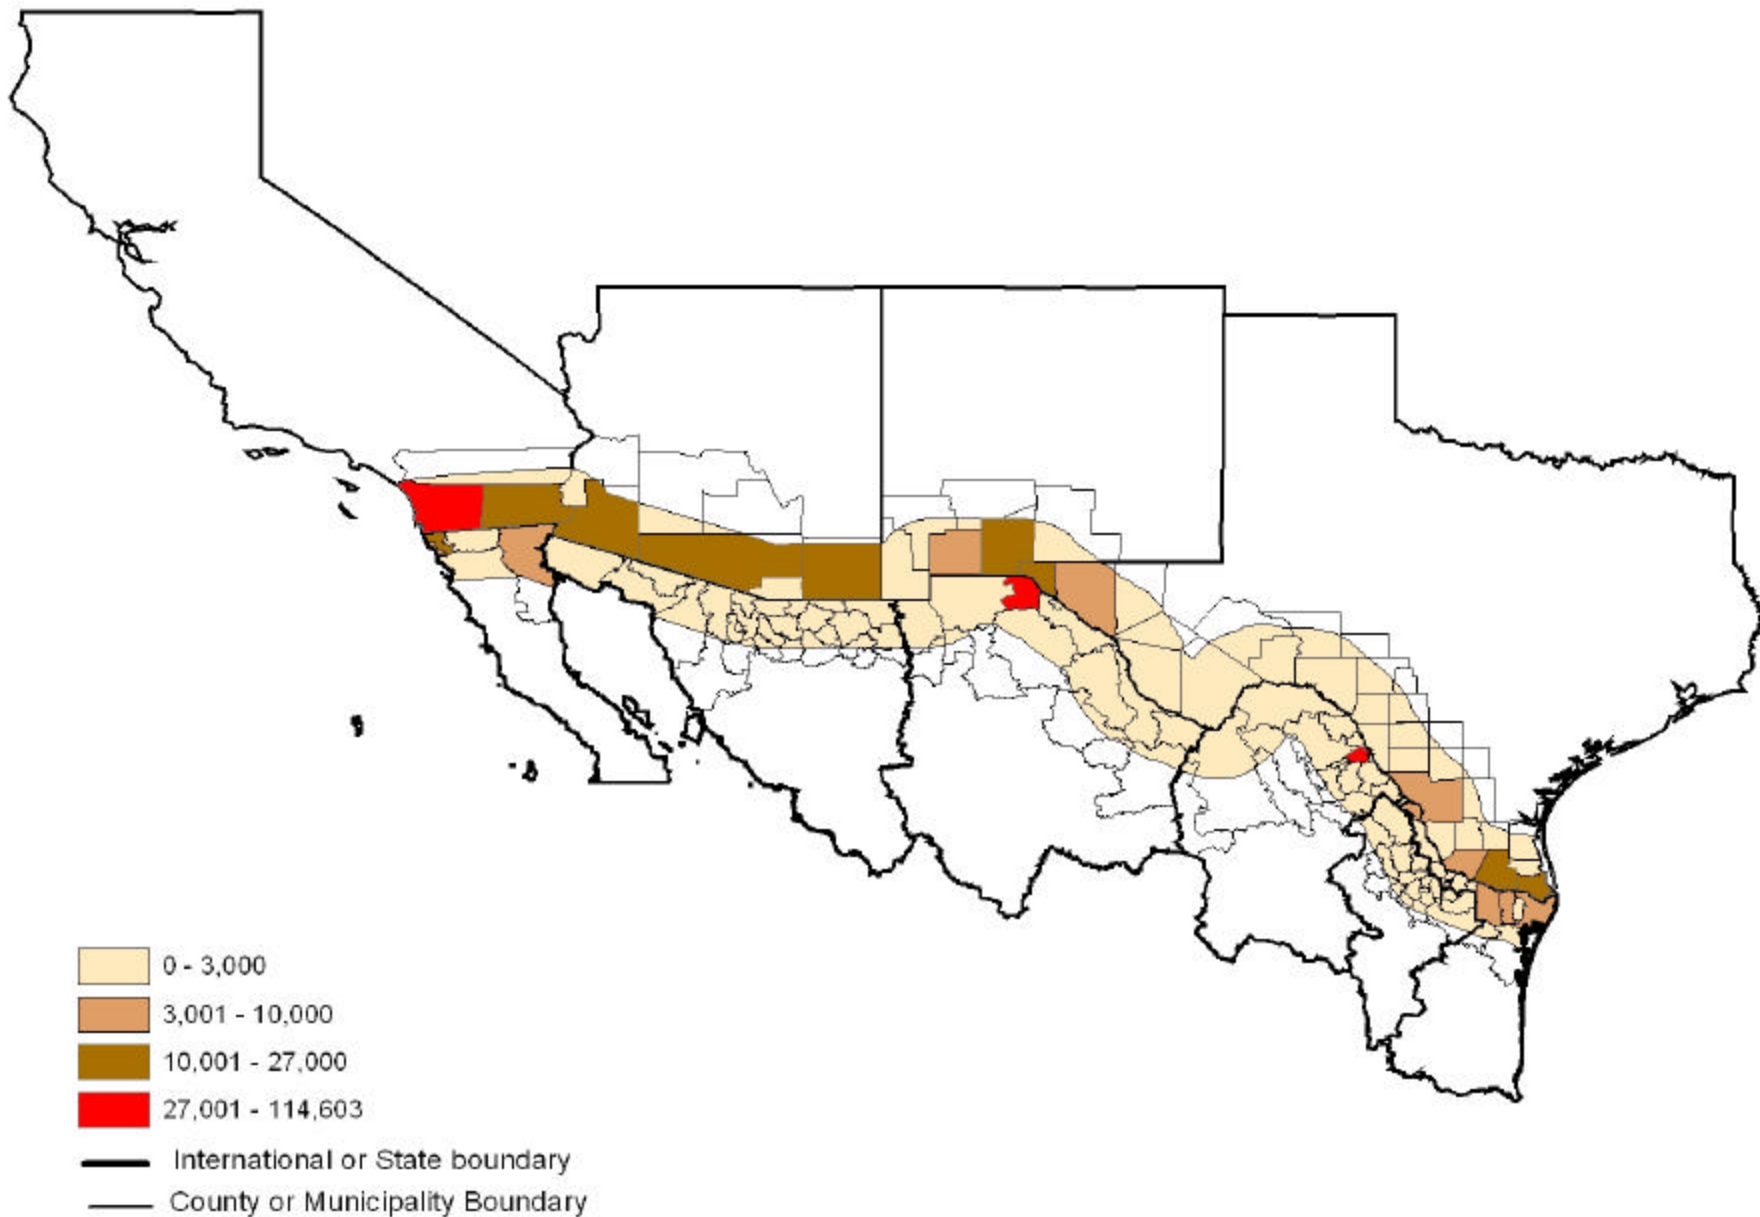 0 - 3,000
3,001 - 10,000
10,001 - 27,000
27,001 - 114,603
International or State boundary
County or Municipality Boundary